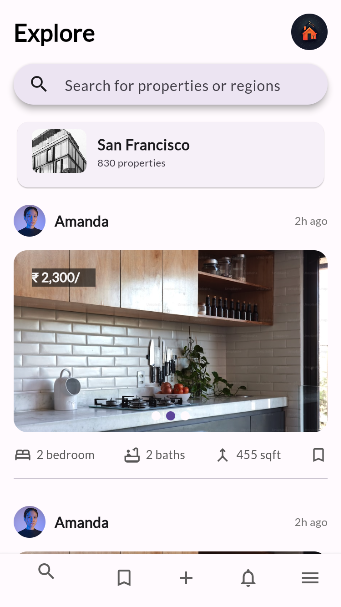 Explore
Search for properties or regions
San Francisco
830 properties
Amanda
2h ago
₹ 2,300/
2 bedroom
2 baths
455 sqft
Amanda
2h ago